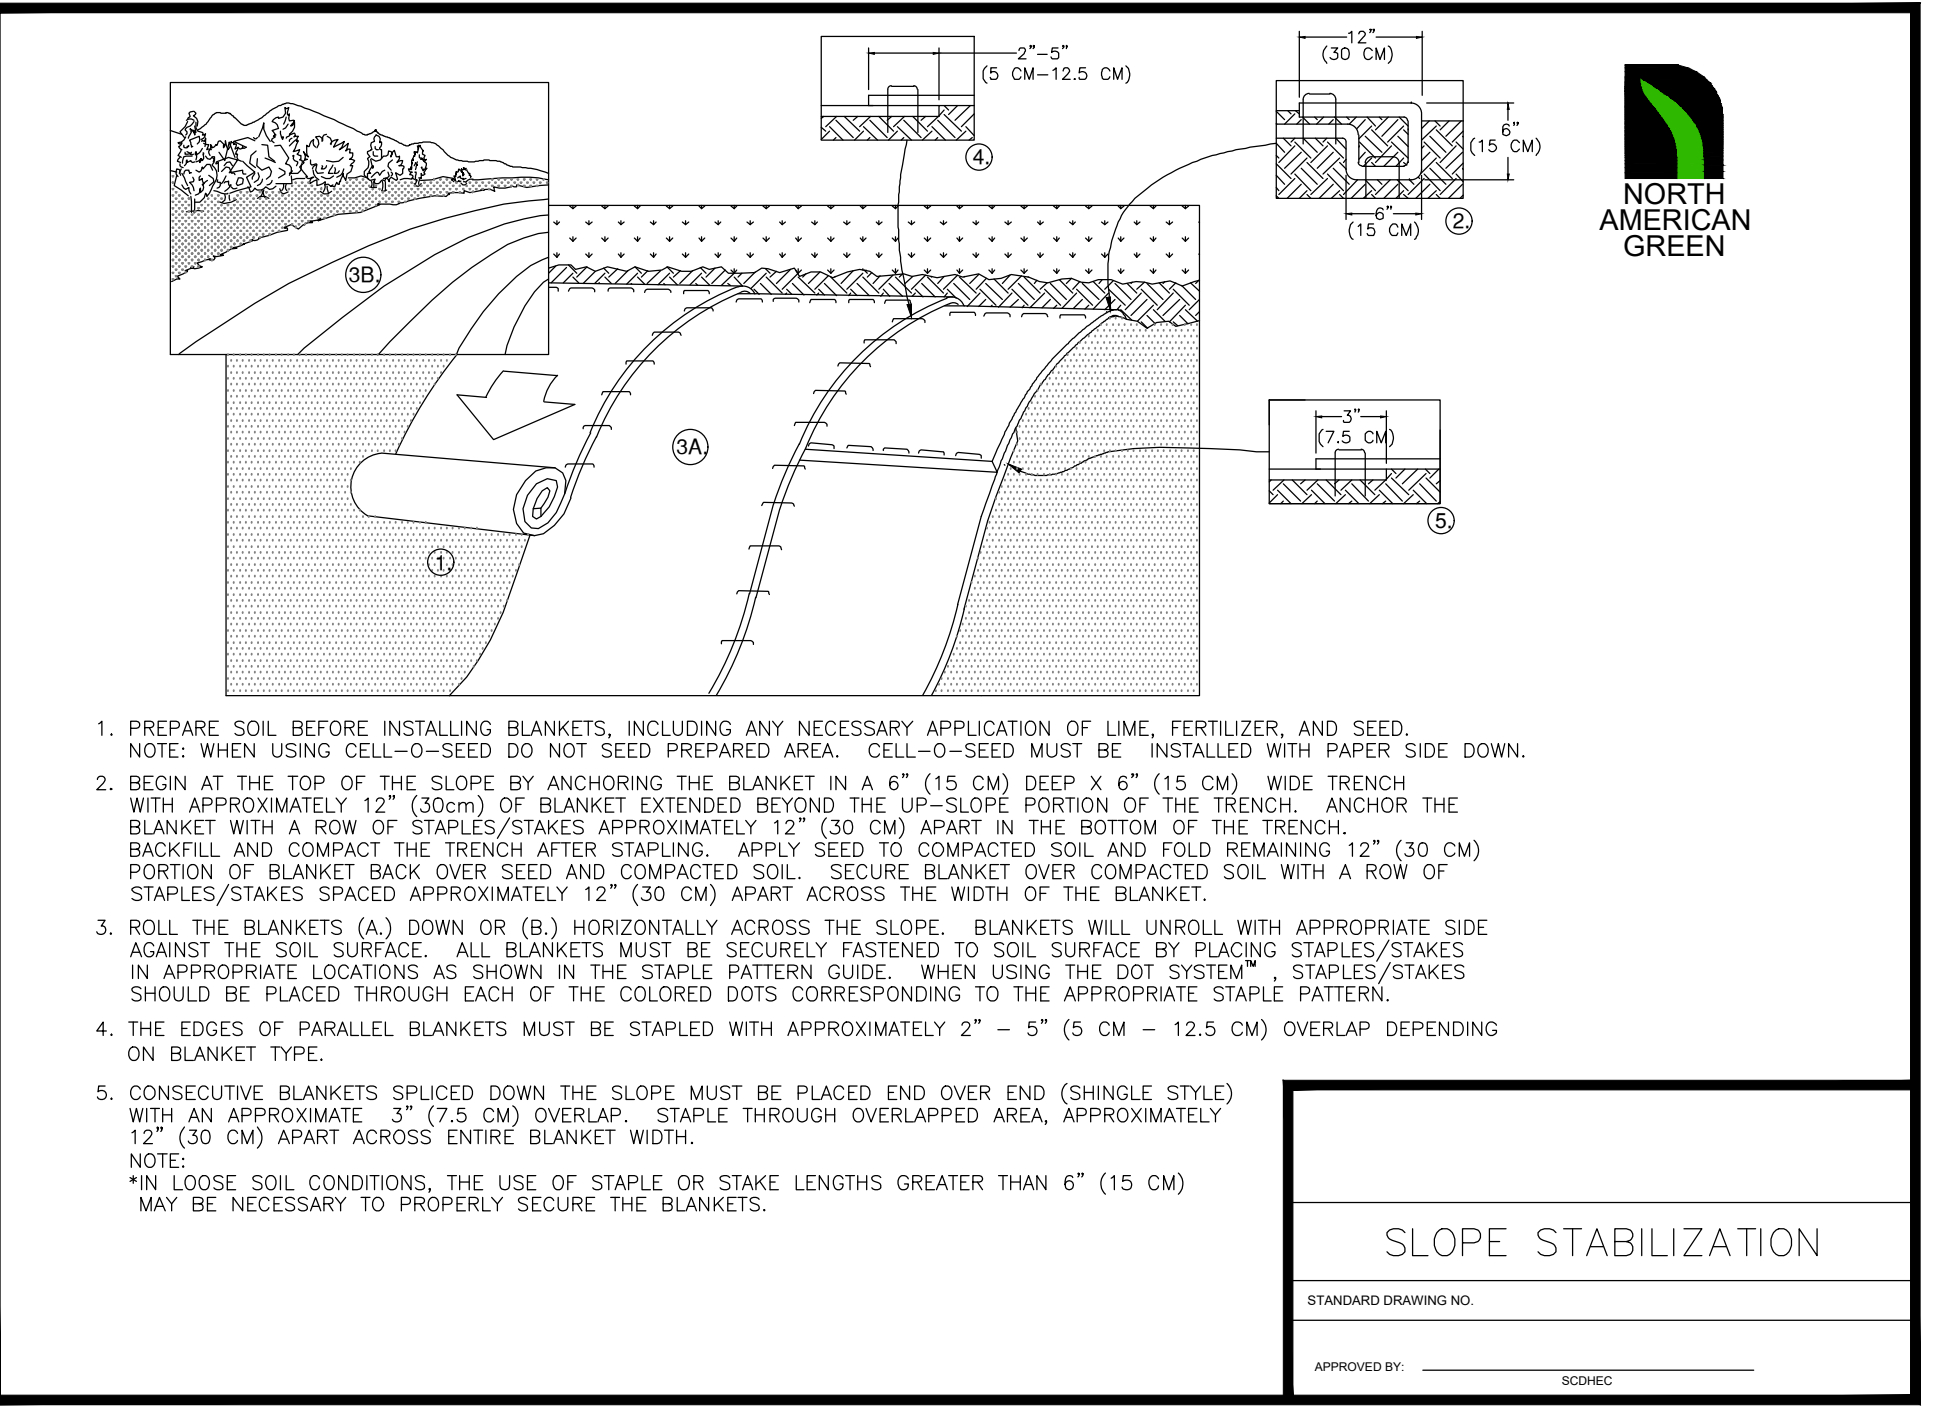 2”–5”
(5 CM–12.5 CM)
4.
12”
(30 CM)
6”
(15 CM)
6”
(15 CM)
2.
NORTH
AMERICAN
GREEN
3B.
3A.
3”
(7.5 CM)
5.
1.
1. PREPARE SOIL BEFORE INSTALLING BLANKETS, INCLUDING ANY NECESSARY APPLICATION OF LIME, FERTILIZER, AND SEED.
NOTE: WHEN USING CELL–O–SEED DO NOT SEED PREPARED AREA. CELL–O–SEED MUST BE INSTALLED WITH PAPER SIDE DOWN.
2. BEGIN AT THE TOP OF THE SLOPE BY ANCHORING THE BLANKET IN A 6” (15 CM) DEEP X 6” (15 CM) WIDE TRENCH
WITH APPROXIMATELY 12” (30cm) OF BLANKET EXTENDED BEYOND THE UP–SLOPE PORTION OF THE TRENCH. ANCHOR THE
BLANKET WITH A ROW OF STAPLES/STAKES APPROXIMATELY 12” (30 CM) APART IN THE BOTTOM OF THE TRENCH.
BACKFILL AND COMPACT THE TRENCH AFTER STAPLING. APPLY SEED TO COMPACTED SOIL AND FOLD REMAINING 12” (30 CM)
PORTION OF BLANKET BACK OVER SEED AND COMPACTED SOIL. SECURE BLANKET OVER COMPACTED SOIL WITH A ROW OF
STAPLES/STAKES SPACED APPROXIMATELY 12” (30 CM) APART ACROSS THE WIDTH OF THE BLANKET.
3. ROLL THE BLANKETS (A.) DOWN OR (B.) HORIZONTALLY ACROSS THE SLOPE. BLANKETS WILL UNROLL WITH APPROPRIATE SIDE
AGAINST THE SOIL SURFACE. ALL BLANKETS MUST BE SECURELY FASTENED TO SOIL SURFACE BY PLACING STAPLES/STAKES
IN APPROPRIATE LOCATIONS AS SHOWN IN THE STAPLE PATTERN GUIDE. WHEN USING THE DOT SYSTEM™ , STAPLES/STAKES
SHOULD BE PLACED THROUGH EACH OF THE COLORED DOTS CORRESPONDING TO THE APPROPRIATE STAPLE PATTERN.
4. THE EDGES OF PARALLEL BLANKETS MUST BE STAPLED WITH APPROXIMATELY 2” – 5” (5 CM – 12.5 CM) OVERLAP DEPENDING
ON BLANKET TYPE.
5. CONSECUTIVE BLANKETS SPLICED DOWN THE SLOPE MUST BE PLACED END OVER END (SHINGLE STYLE)
WITH AN APPROXIMATE 3” (7.5 CM) OVERLAP. STAPLE THROUGH OVERLAPPED AREA, APPROXIMATELY
12” (30 CM) APART ACROSS ENTIRE BLANKET WIDTH.
NOTE:
*IN LOOSE SOIL CONDITIONS, THE USE OF STAPLE OR STAKE LENGTHS GREATER THAN 6” (15 CM)
MAY BE NECESSARY TO PROPERLY SECURE THE BLANKETS.
SLOPE STABILIZATION
STANDARD DRAWING NO.
APPROVED BY:
SCDHEC